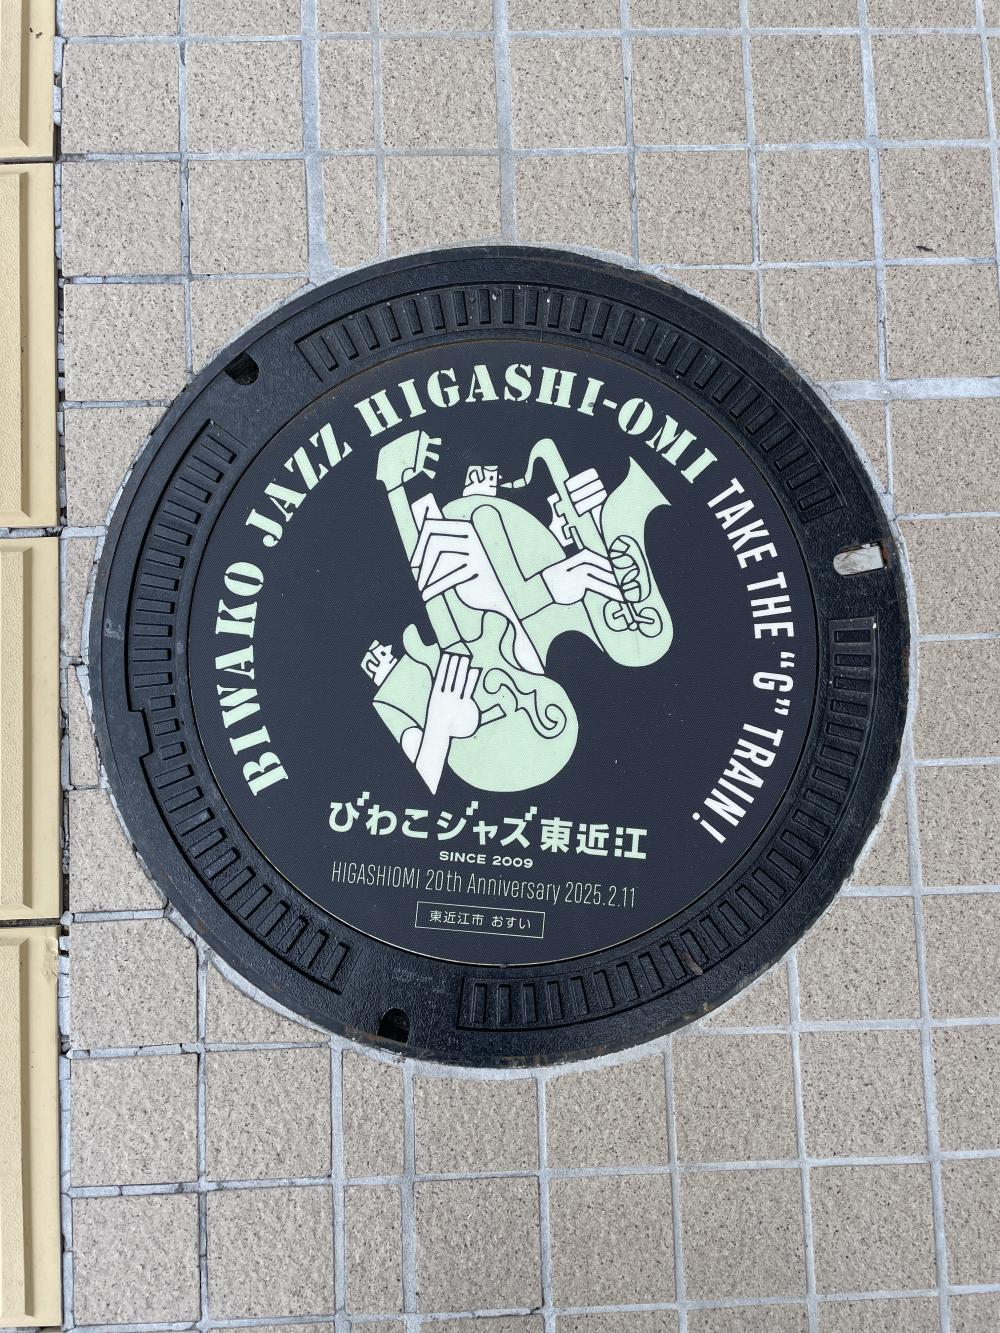 BIWAKO JAZZ HIGASHI-OMI TAKE THE "G" TRAIN!
びわこジャズ東近江
SINCE 2009
HIGASHIOMI 20th Anniversary 2025.2.11
東近江市 おすい